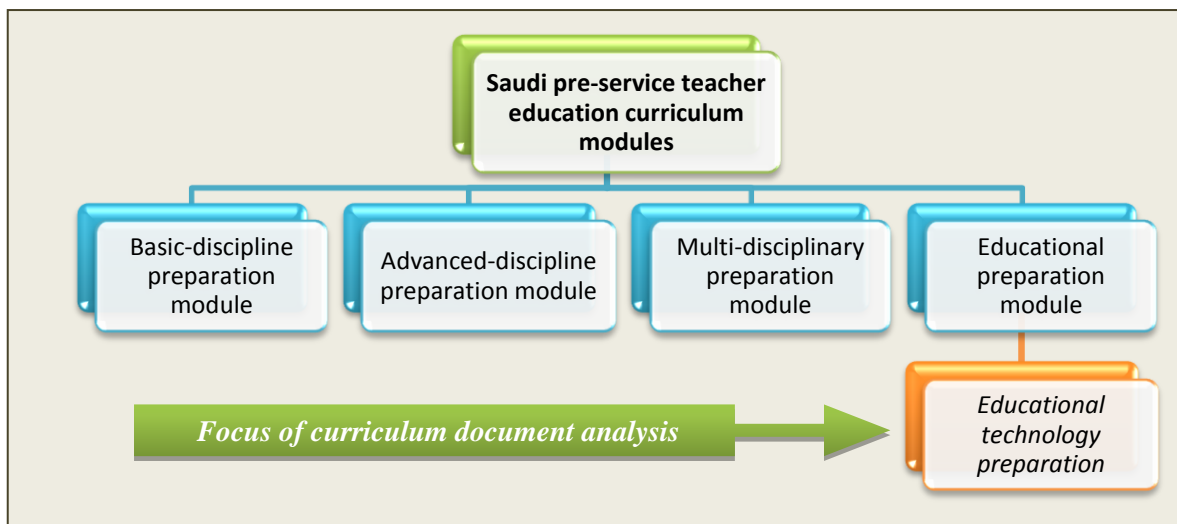 Saudi pre-service teacher
education curriculum
modules
Basic-discipline
preparation
module
Advanced-discipline
preparation module
Multi-disciplinary
preparation
module
Educational
preparation
module
Focus of curriculum document analysis
Educational
technology
preparation